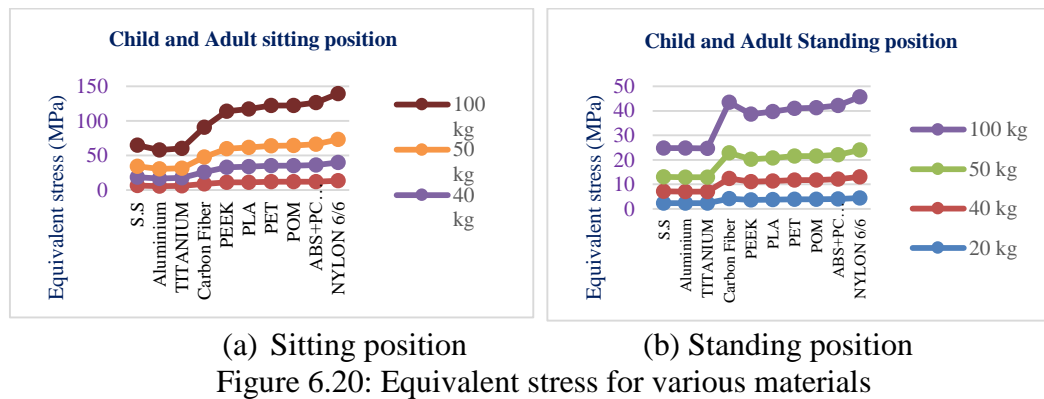 Child and Adult sitting position
Equivalent stress (MPa)
150
100
50
0
S.S
Aluminium
TITANIUM
Carbon Fiber
PEEK
PLA
PET
POM
ABS+PC..
NYLON 6/6
100
kg
50
kg
40
kg
(a) Sitting position
Child and Adult Standing position
Equivalent stress (MPa)
50
40
30
20
10
0
S.S
Aluminium
TITANIUM
Carbon Fiber
PEEK
PLA
PET
POM
ABS+PC..
NYLON 6/6
100 kg
50 kg
40 kg
20 kg
(b) Standing position
Figure 6.20: Equivalent stress for various materials